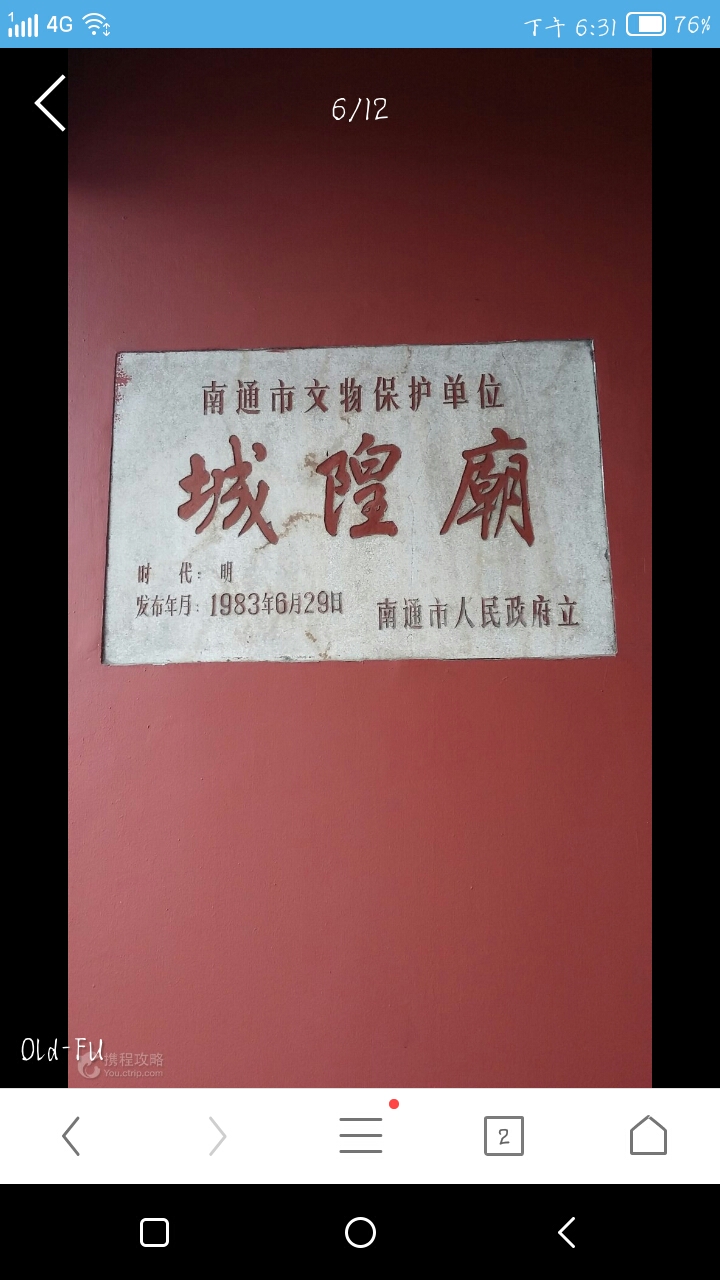 1 4G 下午 6:31 76%
6/12
南通市文物保护单位
城隍廟
时 代：明
发布年月：1983年6月29日
南通市人民政府立
Old-FU
携程攻略
You.ctrip.com
2